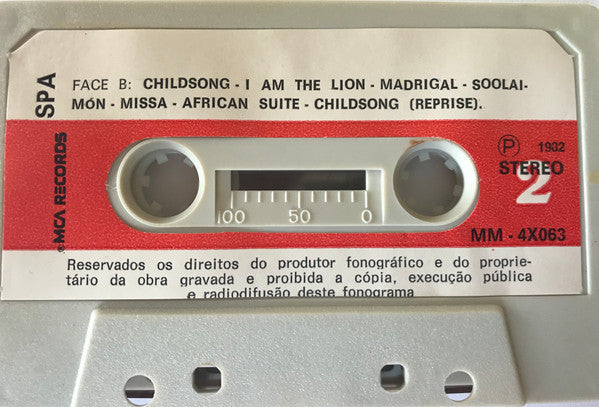 SPA
FACE B: CHILDSONG - I AM THE LION - MADRIGAL - SOOLAI-
MÓN - MISSA - AFRICAN SUITE - CHILDSONG (REPRISE).
©MCA RECORDS
Ⓟ 1982
STEREO
2
100 50 0
MM - 4X063
Reservados os direitos do produtor fonográfico e do proprie-
tário da obra gravada e proibida a cópia, execução pública
e radiodifusão deste fonograma